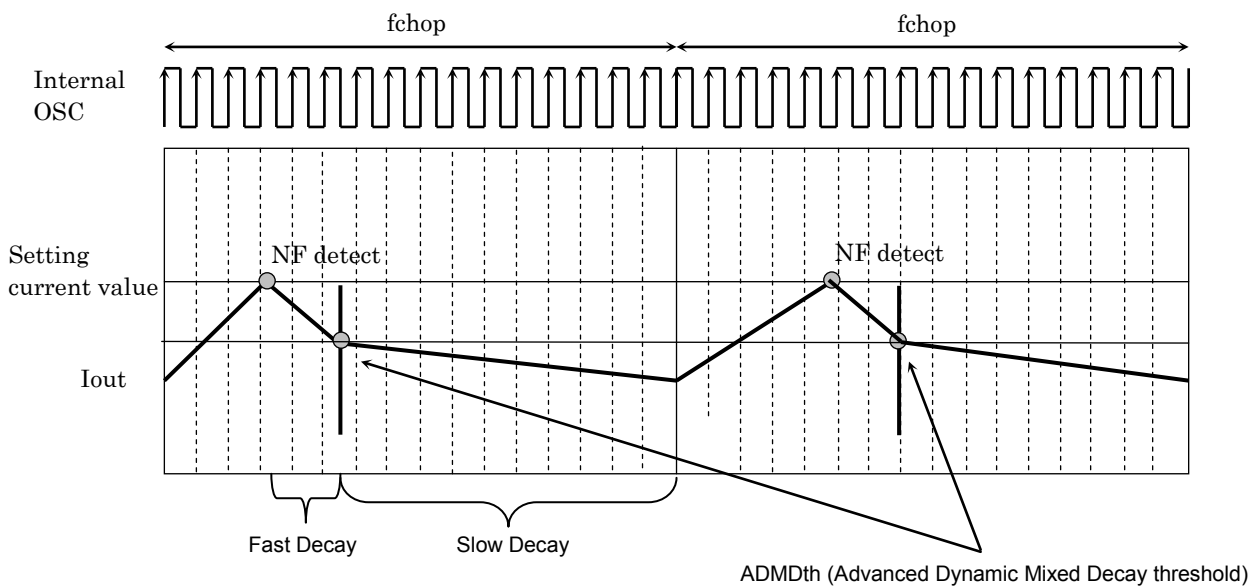 fchop
fchop
Internal
OSC
NF detect
NF detect
Setting
current value
Iout
Fast Decay
Slow Decay
ADMDth (Advanced Dynamic Mixed Decay threshold)